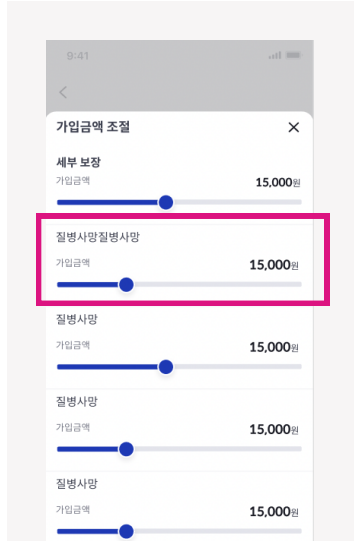 9:41
가입금액 조절
세부 보장
가입금액
15,000원
질병사망질병사망
가입금액
15,000원
질병사망
가입금액
15,000원
질병사망
가입금액
15,000원
질병사망
가입금액
15,000원